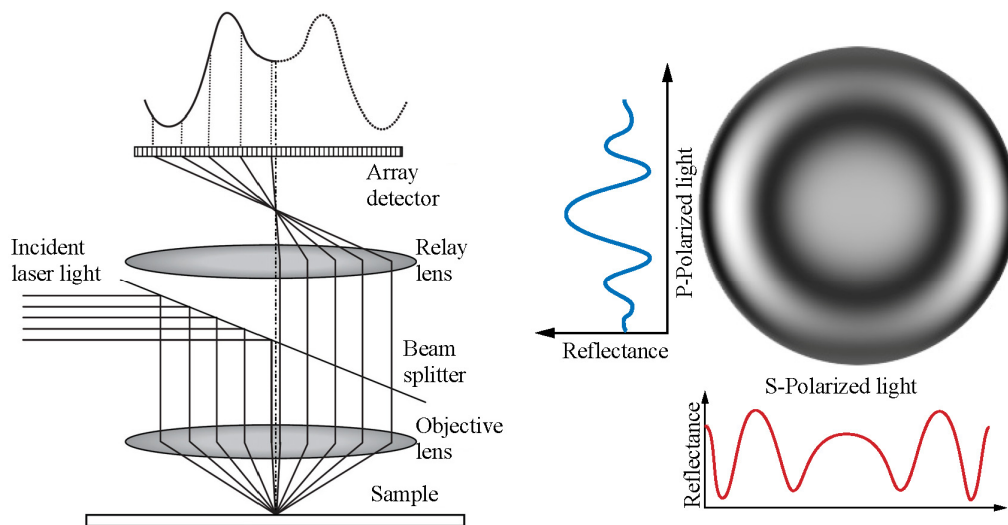 Array
detector
Incident
laser light
Relay
lens
Beam
splitter
Objective
lens
Sample
P-Polarized light
Reflectance
S-Polarized light
Reflectance